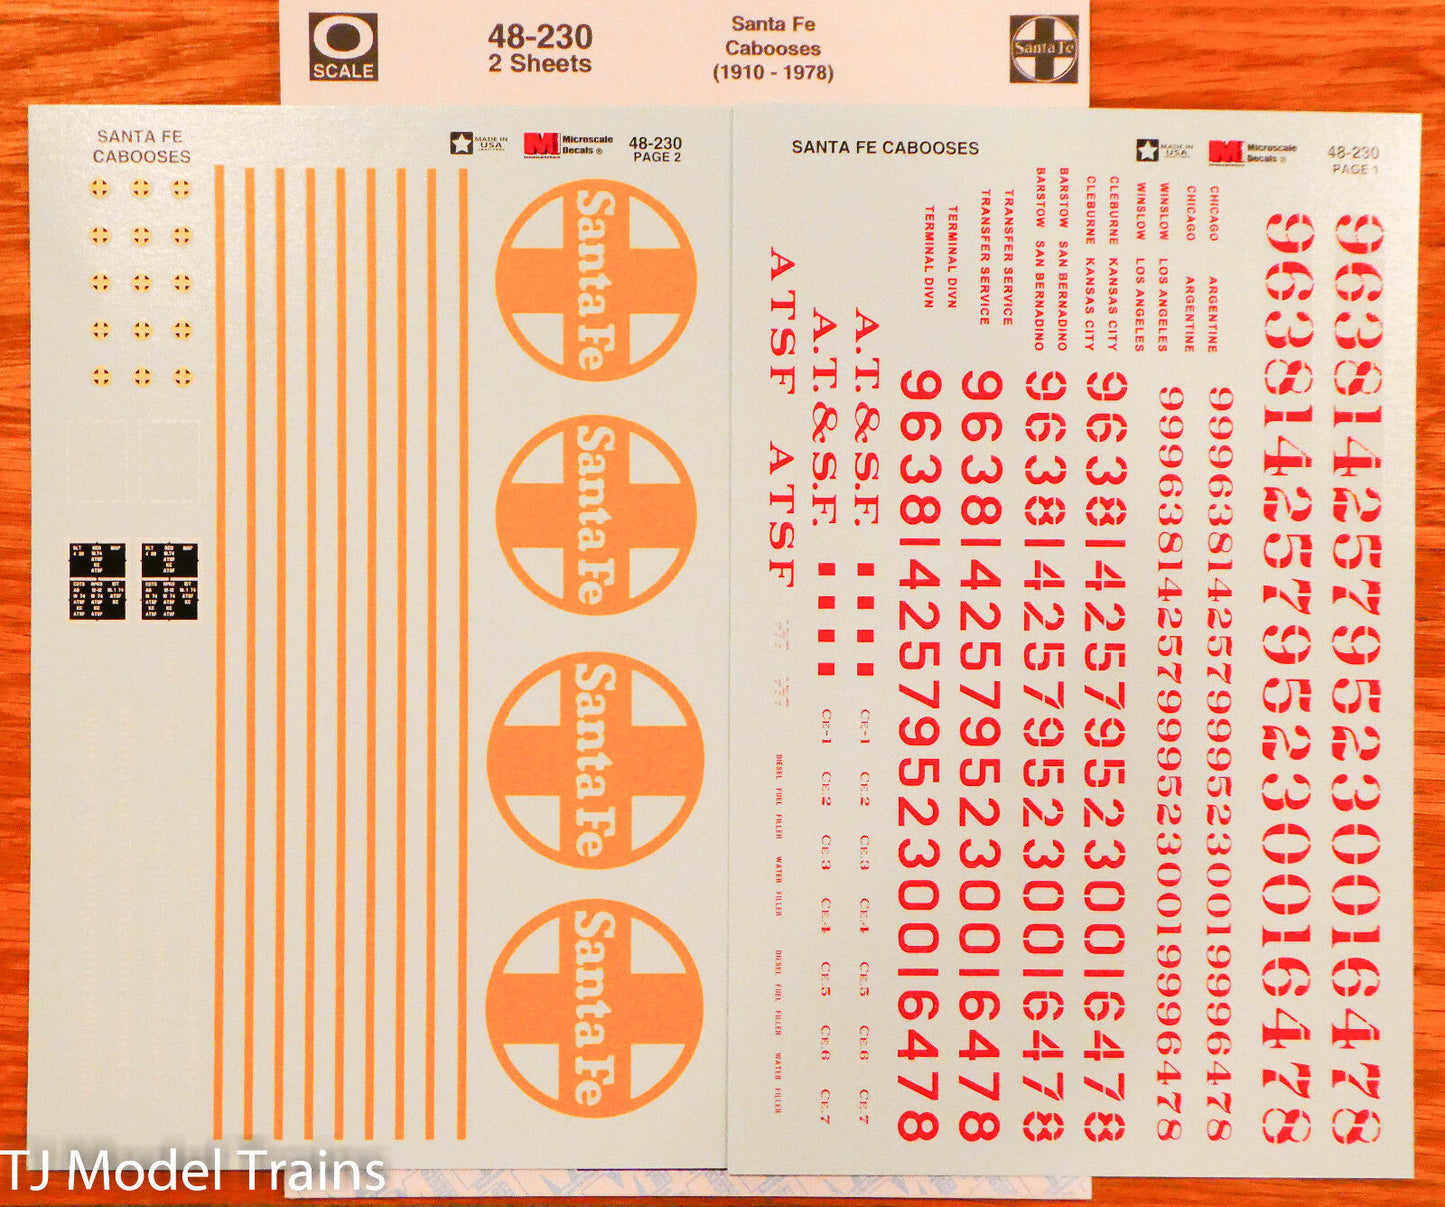 O
SCALE
48-230
2 Sheets
Santa Fe
Cabooses
(1910 - 1978)
Santa Fe
SANTA FE
CABOOSES
MADE IN
USA
M
Industries
Microscale
Decals ®
48-230
PAGE 2
Santa Fe
Santa Fe
Santa Fe
Santa Fe
SANTA FE CABOOSES
MADE IN
USA
M
Industries
Microscale
Decals ®
48-230
PAGE 1
ATSF ATSF
A.T.&S.F.
A.T.&S.F.
TERMINAL DIVN
TERMINAL DIVN
TRANSFER SERVICE
TRANSFER SERVICE
BARSTOW SAN BERNADINO
BARSTOW SAN BERNADINO
CLEBURNE KANSAS CITY
CLEBURNE KANSAS CITY
WINSLOW LOS ANGELES
WINSLOW LOS ANGELES
CHICAGO ARGENTINE
CHICAGO ARGENTINE
CE-1 CE.2 CE.3 CE.4 CE.5 CE.6 CE.7
CE-1 CE.2 CE.3 CE.4 CE.5 CE.6 CE.7
DIESEL FUEL FILLER WATER FILLER DIESEL FUEL FILLER WATER FILLER
96381425795230016478
96381425795230016478
96381425795230016478
96381425795230016478
999638142579995230019996478
999638142579995230019996478
96381425795230016478
96381425795230016478
TJ Model Trains